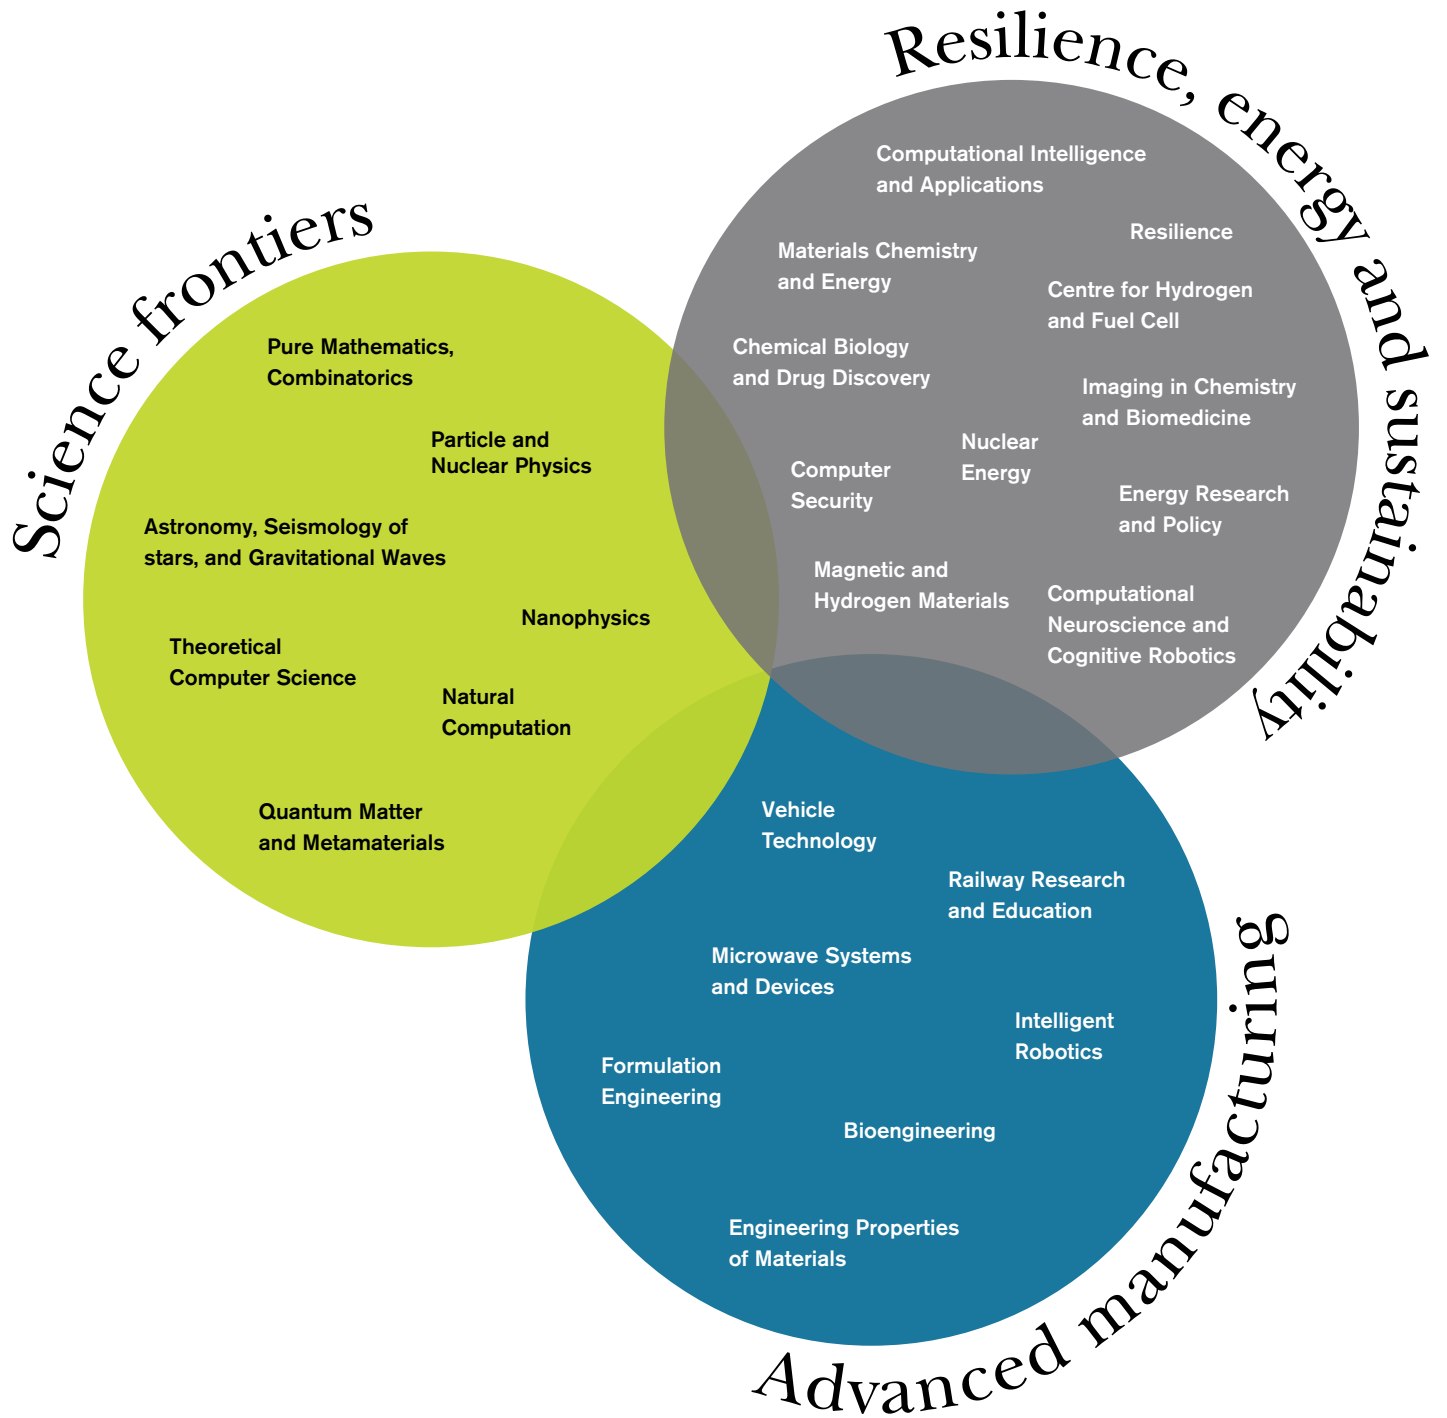 Science frontiers
Pure Mathematics,
Combinatorics
Particle and
Nuclear Physics
Astronomy, Seismology of
stars, and Gravitational Waves
Nanophysics
Theoretical
Computer Science
Natural
Computation
Quantum Matter
and Metamaterials
Resilience, energy and sustainability
Computational Intelligence
and Applications
Resilience
Materials Chemistry
and Energy
Centre for Hydrogen
and Fuel Cell
Chemical Biology
and Drug Discovery
Imaging in Chemistry
and Biomedicine
Nuclear
Energy
Computer
Security
Energy Research
and Policy
Magnetic and
Hydrogen Materials
Computational
Neuroscience and
Cognitive Robotics
Advanced manufacturing
Vehicle
Technology
Railway Research
and Education
Microwave Systems
and Devices
Intelligent
Robotics
Formulation
Engineering
Bioengineering
Engineering Properties
of Materials